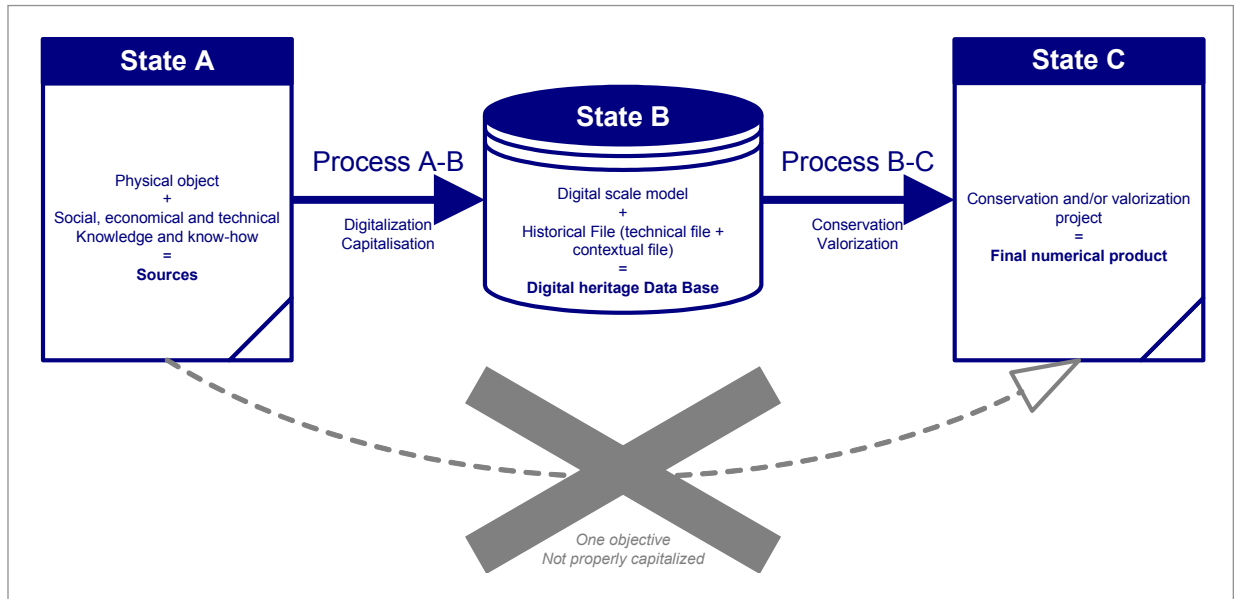 State A
Physical object
+
Social, economical and technical
Knowledge and know-how
=
Sources
Process A-B
Digitalization
Capitalisation
State B
Digital scale model
+
Historical File (technical file +
contextual file)
=
Digital heritage Data Base
Process B-C
Conservation
Valorization
State C
Conservation and/or valorization
project
=
Final numerical product
One objective
Not properly capitalized